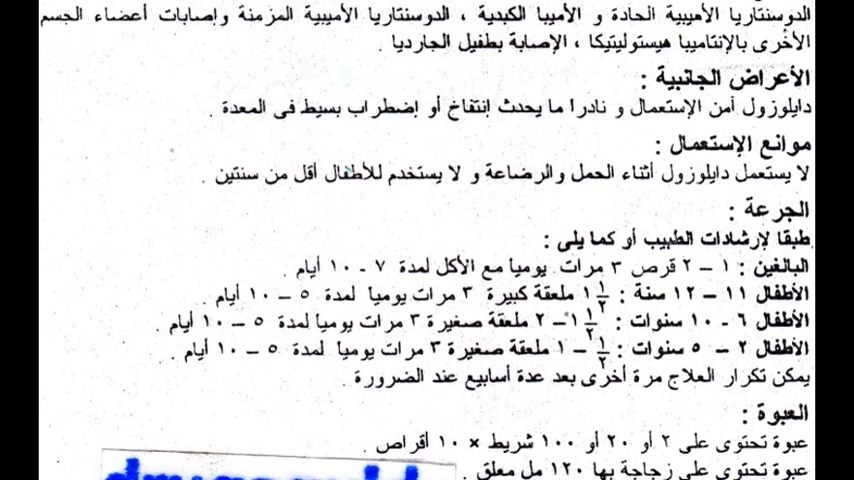 الدوسنتاريا الأميبية الحادة و الأميبا الكبدية ، الدوسنتاريا الأميبية المزمنة وإصابات أعضاء الجسم
الأخرى بالإنتاميبا هيستوليتيكا ، الإصابة بطفيل الجارديا .
الأعراض الجانبية :
دايلوزول آمن الإستعمال و نادرا ما يحدث إنتفاخ أو إضطراب بسيط فى المعدة .
موانع الإستعمال :
لا يستعمل دايلوزول أثناء الحمل والرضاعة و لا يستخدم للأطفال أقل من سنتين .
الجرعة :
طبقا لإرشادات الطبيب أو كما يلى :
البالغين : ١ – ٢ قرص ٣ مرات يوميا مع الأكل لمدة ٧ - ١٠ أيام .
الأطفال ١١ – ١٢ سنة : ١ ١/٢ ملعقة كبيرة ٣ مرات يوميا لمدة ٥ – ١٠ أيام .
الأطفال ٦ - ١٠ سنوات : ١ ١/٢ – ٢ ملعقة صغيرة ٣ مرات يوميا لمدة ٥ – ١٠ أيام .
الأطفال ٢ – ٥ سنوات : ١/٢ – ١ ملعقة صغيرة ٣ مرات يوميا لمدة ٥ – ١٠ أيام .
يمكن تكرار العلاج مرة أخرى بعد عدة أسابيع عند الضرورة .
العبوة :
عبوة تحتوى على ٢ أو ٢٠ أو ١٠٠ شريط × ١٠ أقراص .
عبوة تحتوى على زجاجة بها ١٢٠ مل معلق .